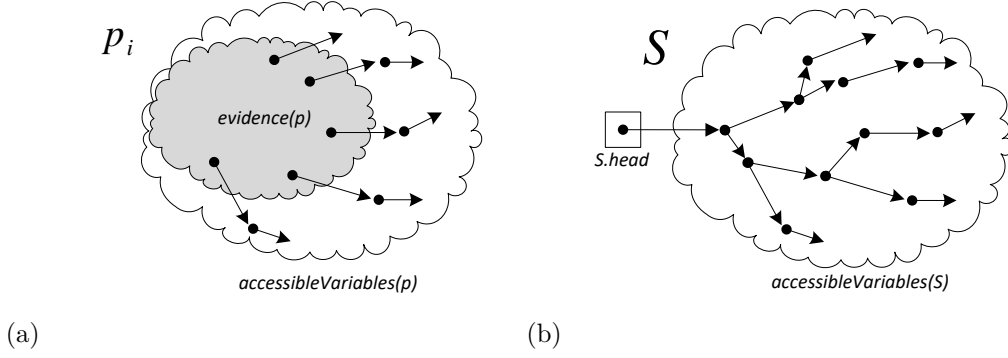 p i
evidence(p)
accessibleVariables(p)
(a)
S
S.head
accessibleVariables(S)
(b)